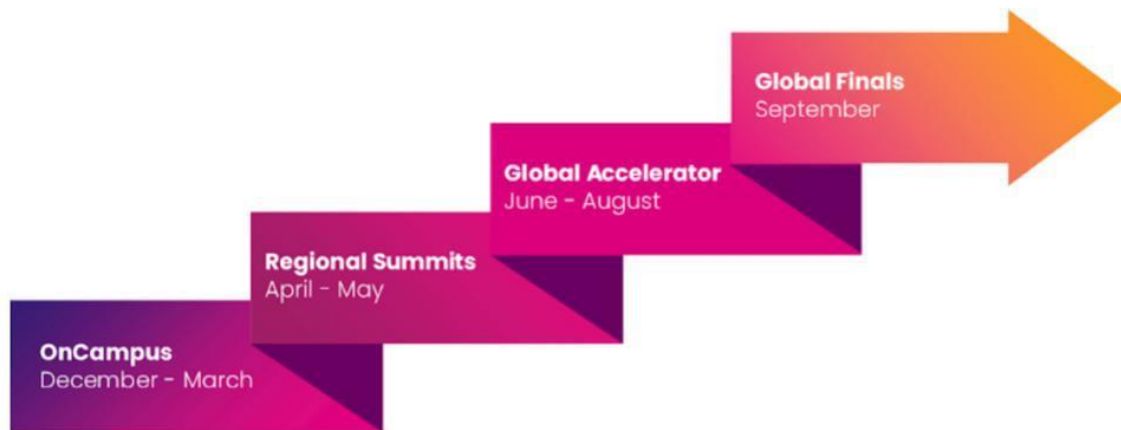 OnCampus
December - March
Regional Summits
April - May
Global Accelerator
June - August
Global Finals
September